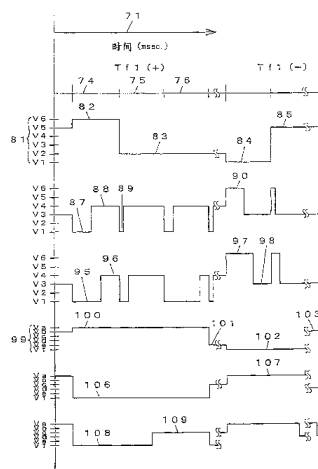 71
时间 (msec.)
Tf1 (+)
Tf1 (-)
74
75
76
82
85
V6
V5
V4
V3
V2
V1
81
83
84
V6
V5
V4
V3
V2
V1
87
88
89
90
V6
V5
V4
V3
V2
V1
95
96
97
98
99
100
101
102
103
106
107
108
109